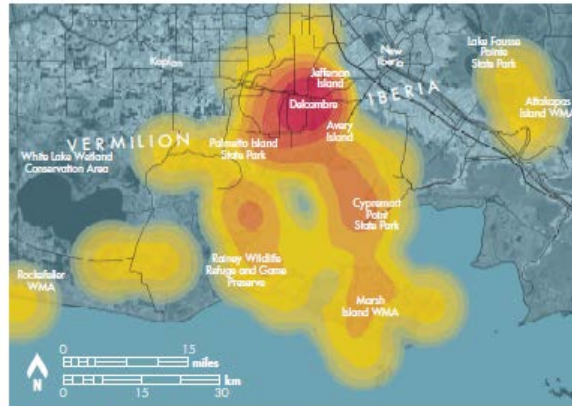 Kaplan
New
Iberia
Lake Fausse
Pointe
State Park
Jefferson
Island
IBERIA
Delcambre
Attakapas
Island WMA
Avery
Island
VERMILION
Palmetto Island
State Park
White Lake Wetland
Conservation Area
Cypremort
Point
State Park
Rainey Wildlife
Refuge and Game
Preserve
Rockefeller
WMA
Marsh
Island WMA
0 15
miles
N
km
0 15 30